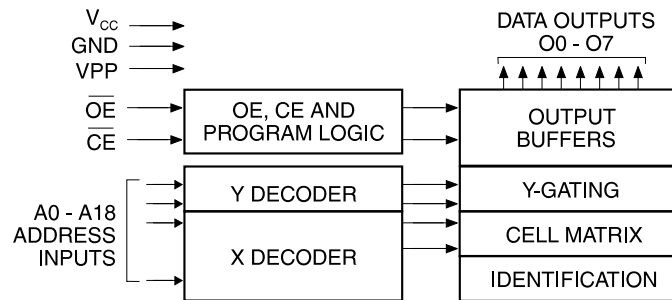 V_CC
GND
VPP
OE
CE
A0 - A18
ADDRESS
INPUTS
OE, CE AND
PROGRAM LOGIC
Y DECODER
X DECODER
DATA OUTPUTS
O0 - O7
OUTPUT
BUFFERS
Y-GATING
CELL MATRIX
IDENTIFICATION